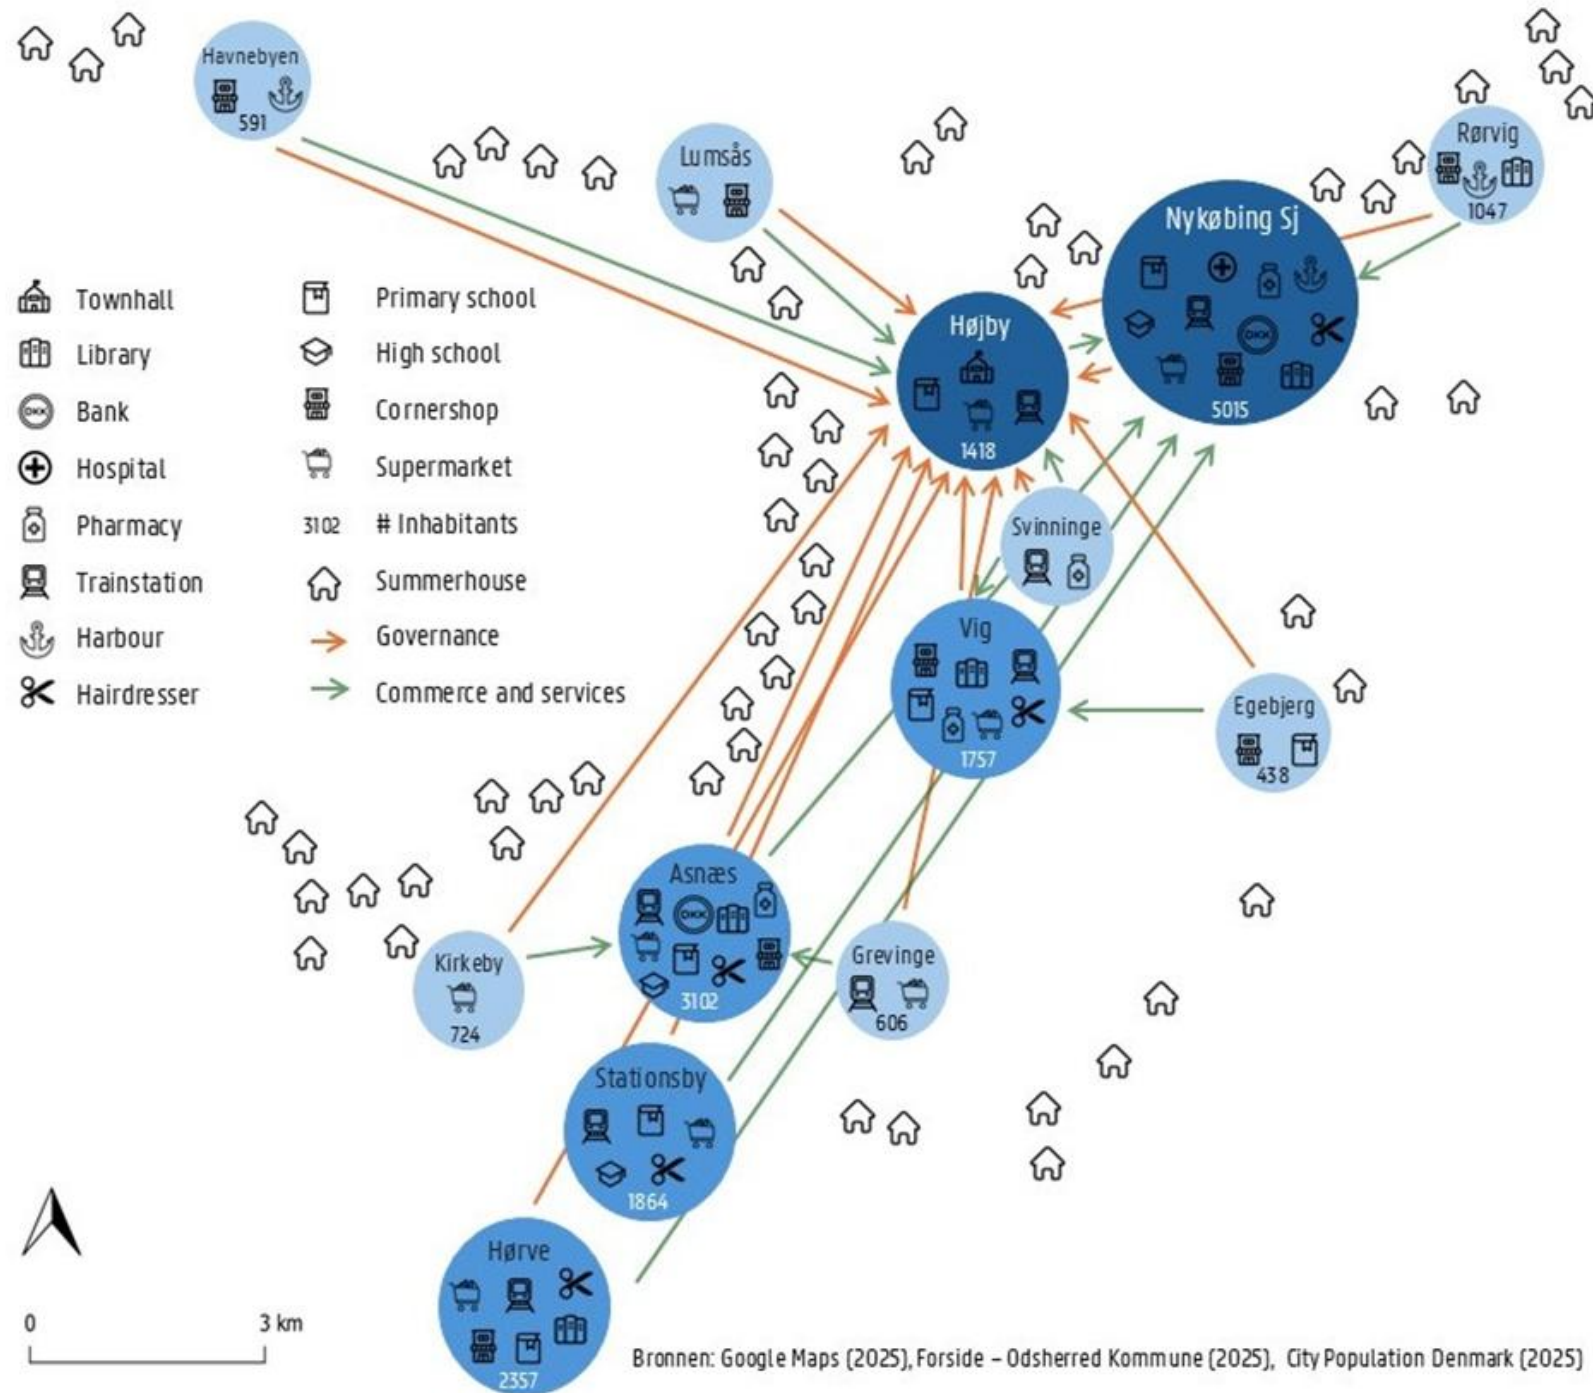 Havnebyen
591
Lumsås
Rørvig
1047
Nykøbing Sj
DKK
5015
Højby
1418
Townhall
Library
DKK
Bank
Hospital
Pharmacy
Trainstation
Harbour
Hairdresser
Primary school
High school
Cornershop
Supermarket
3102 # Inhabitants
Summerhouse
Governance
Commerce and services
Svinninge
Vig
1757
Egebjerg
438
Asnæs
DKK
3102
Kirkeby
724
Grevinge
606
Stationsby
1864
Hørve
2357
0 3 km
Bronnen: Google Maps (2025), Forside – Odsherred Kommune (2025), City Population Denmark (2025)